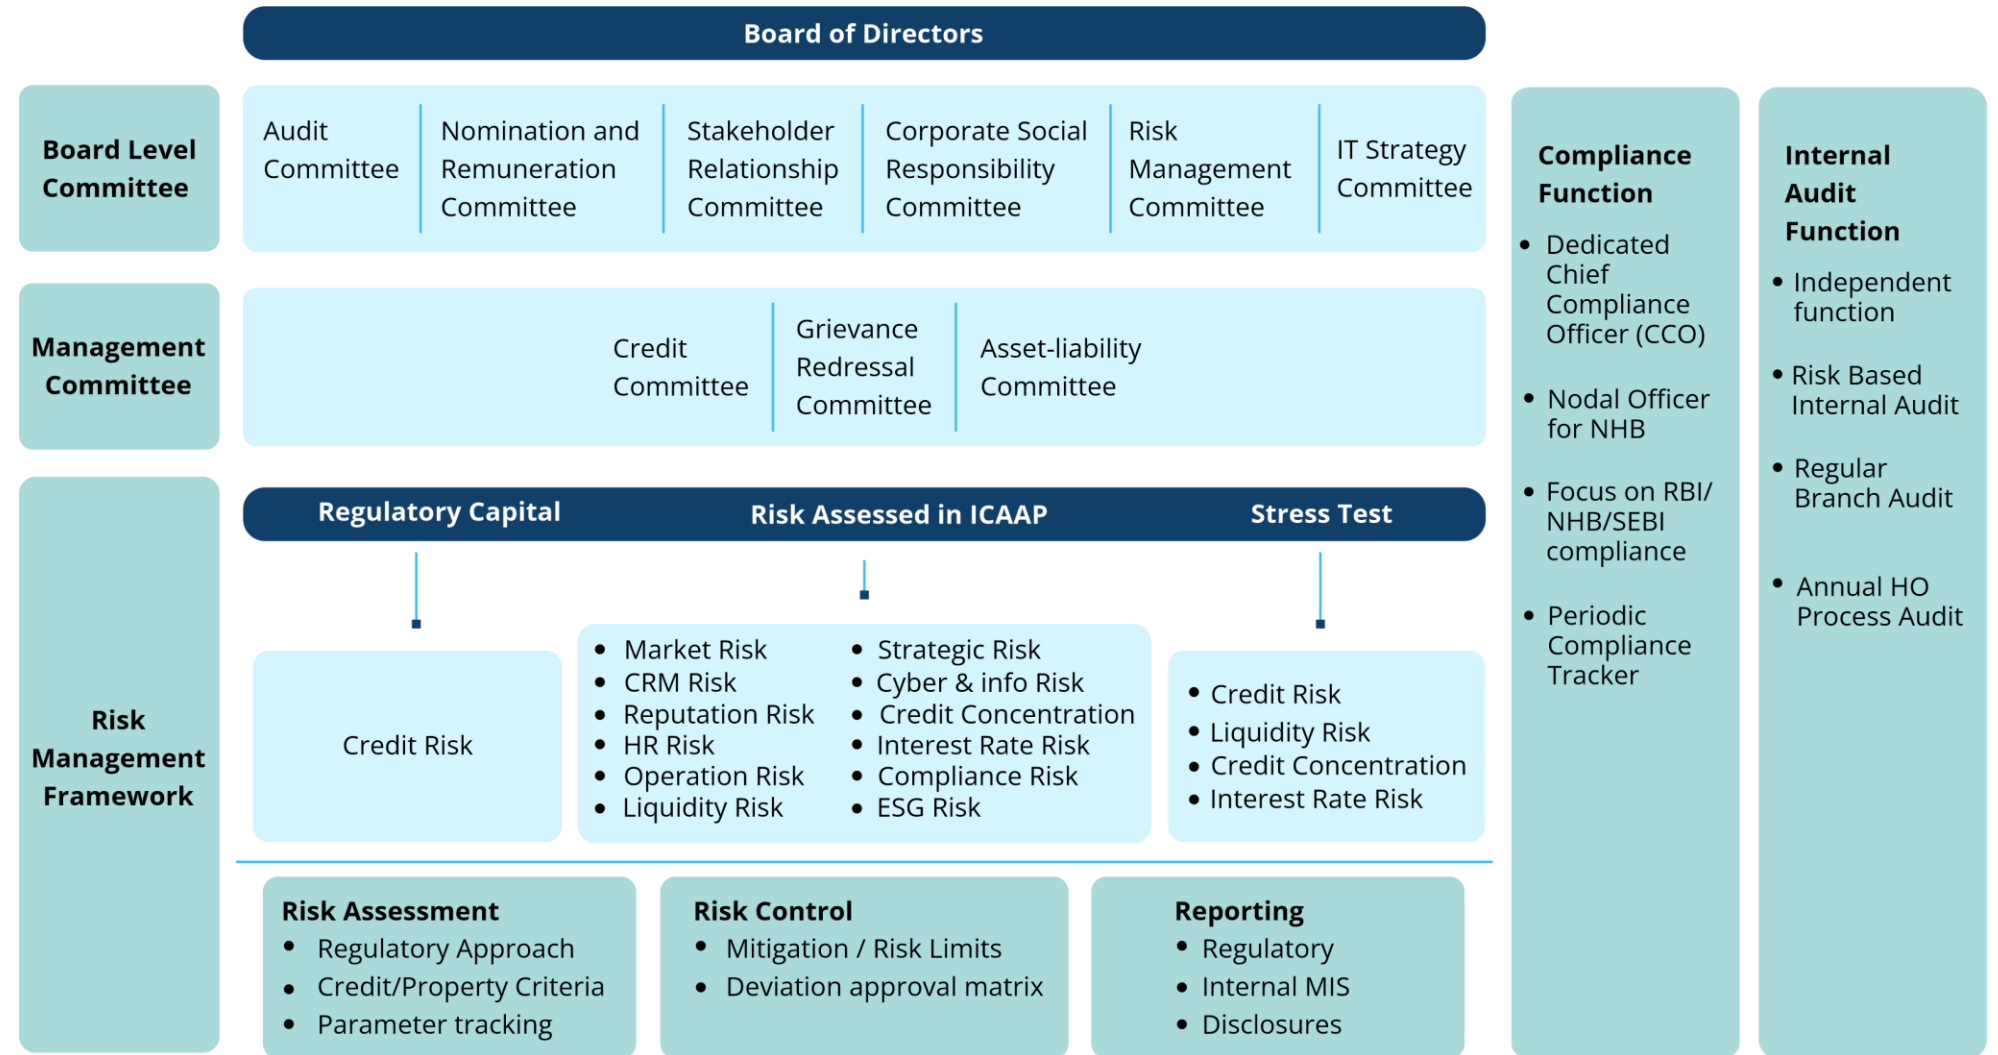 Board of Directors
Board Level
Committee
Audit
Committee
Nomination and
Remuneration
Committee
Stakeholder
Relationship
Committee
Corporate Social
Responsibility
Committee
Risk
Management
Committee
IT Strategy
Committee
Management
Committee
Credit
Committee
Grievance
Redressal
Committee
Asset-liability
Committee
Risk
Management
Framework
Regulatory Capital
Risk Assessed in ICAAP
Stress Test
Credit Risk
• Market Risk
• CRM Risk
• Reputation Risk
• HR Risk
• Operation Risk
• Liquidity Risk
• Strategic Risk
• Cyber & info Risk
• Credit Concentration
• Interest Rate Risk
• Compliance Risk
• ESG Risk
• Credit Risk
• Liquidity Risk
• Credit Concentration
• Interest Rate Risk
Risk Assessment
• Regulatory Approach
• Credit/Property Criteria
• Parameter tracking
Risk Control
• Mitigation / Risk Limits
• Deviation approval matrix
Reporting
• Regulatory
• Internal MIS
• Disclosures
Compliance
Function
• Dedicated
Chief
Compliance
Officer (CCO)
• Nodal Officer
for NHB
• Focus on RBI/
NHB/SEBI
compliance
• Periodic
Compliance
Tracker
Internal
Audit
Function
• Independent
function
• Risk Based
Internal Audit
• Regular
Branch Audit
• Annual HO
Process Audit